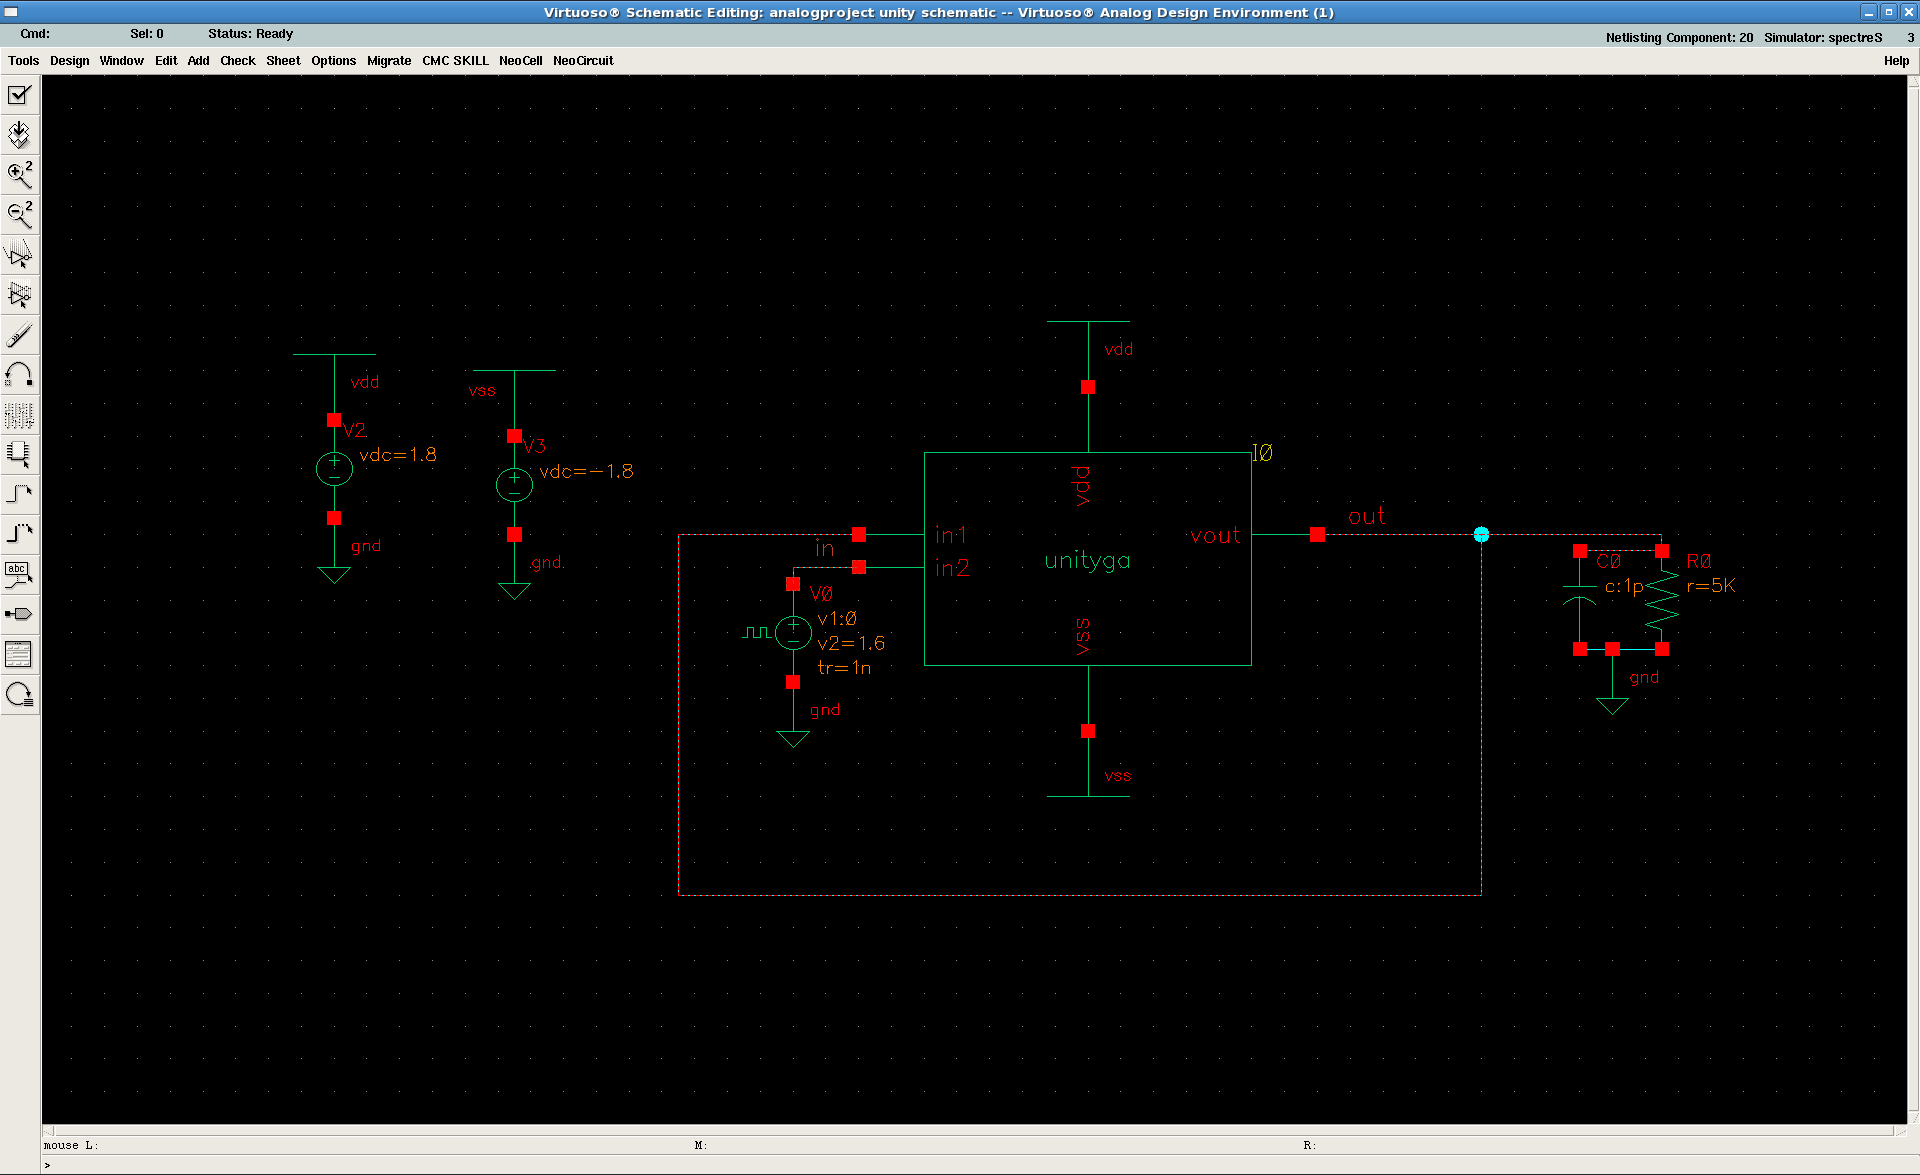 Virtuoso® Schematic Editing: analogproject unity schematic -- Virtuoso® Analog Design Environment (1)
Cmd: Sel: 0 Status: Ready
Netlisting Component: 20 Simulator: spectreS 3
Tools Design Window Edit Add Check Sheet Options Migrate CMC SKILL NeoCell NeoCircuit Help
2
2
abc
vdd
vdd
vss
V2
vdc=1.8
V3
vdc=-1.8
gnd
gnd
I0
vdd
out
in1
in
in2
vout
unityga
V0
v1:0
v2=1.6
tr=1n
vss
gnd
vss
C0
c:1p
R0
r=5K
gnd
mouse L: M: R:
>